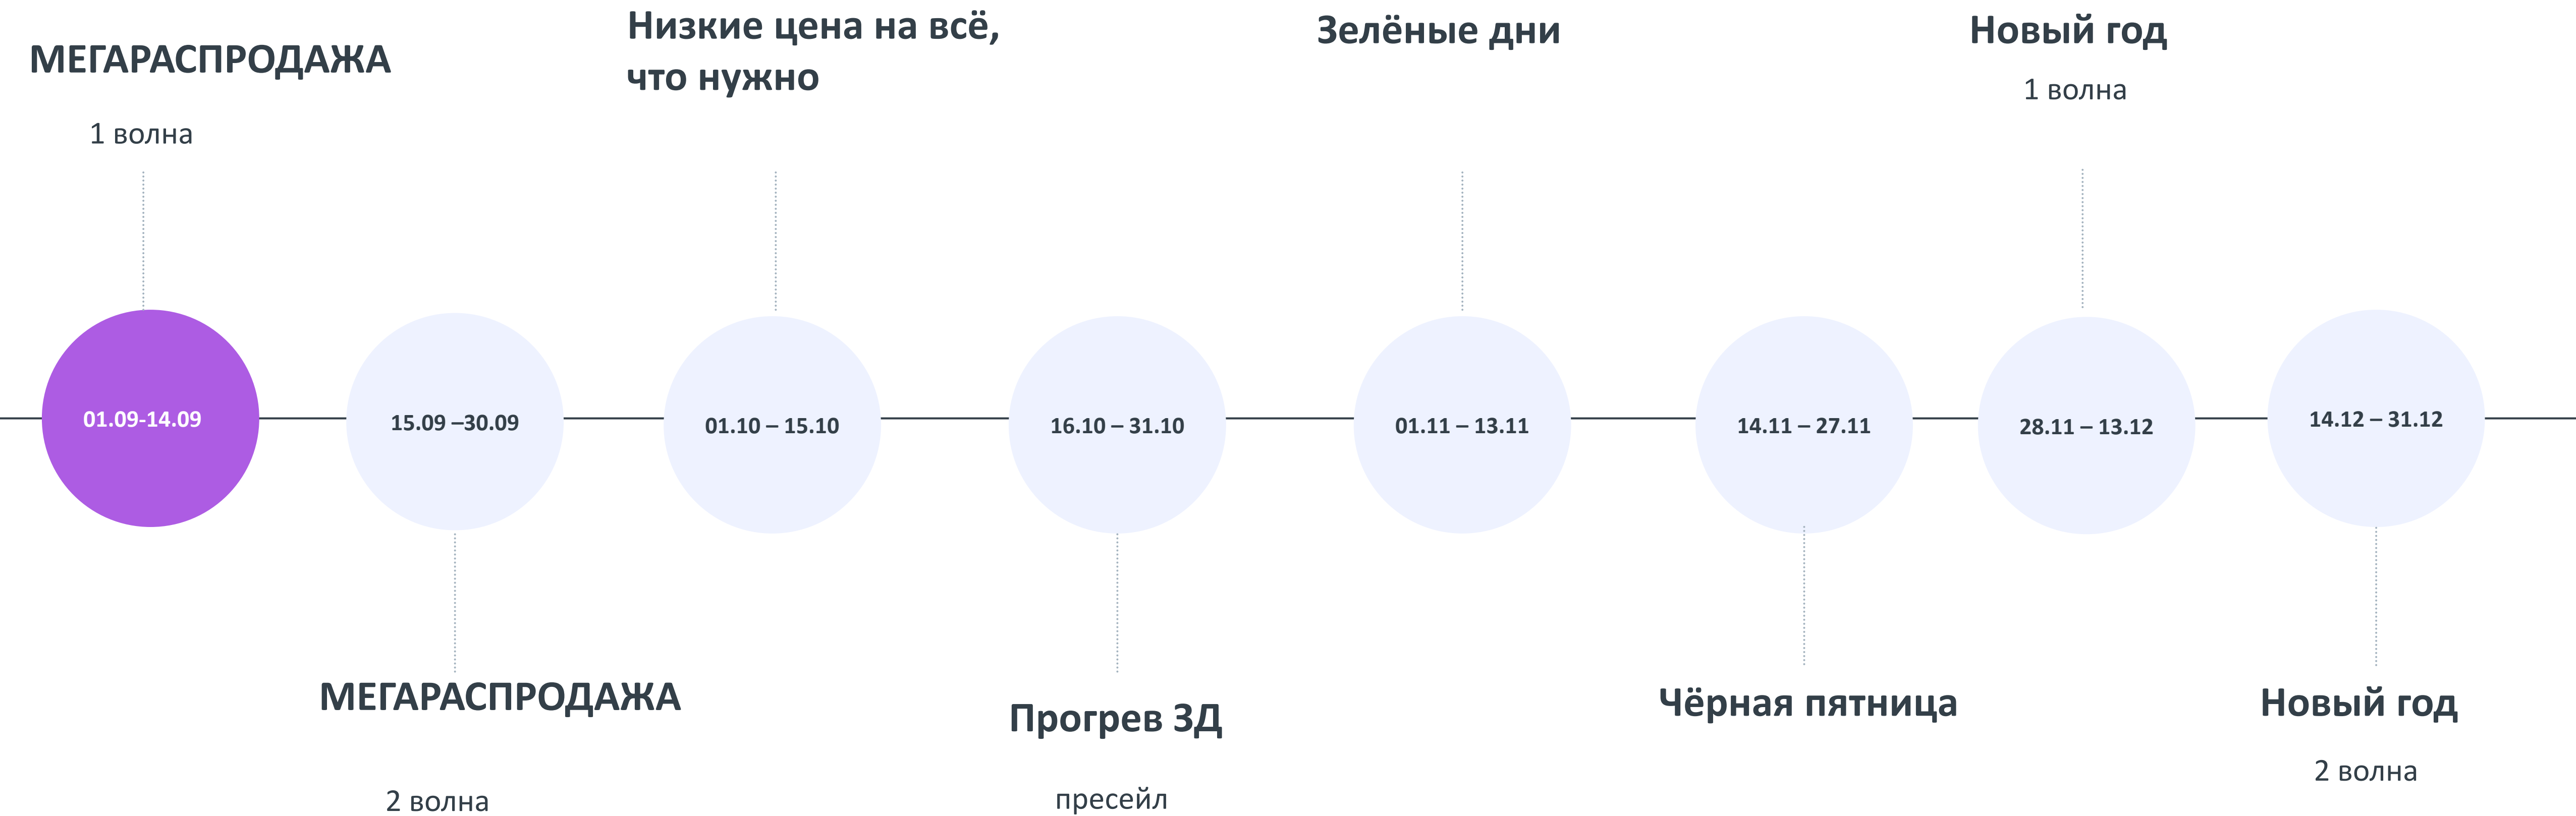 МЕГАРАСПРОДАЖА
1 волна
Низкие цена на всё,
что нужно
Зелёные дни
Новый год
1 волна
01.09-14.09
15.09 –30.09
01.10 – 15.10
16.10 – 31.10
01.11 – 13.11
14.11 – 27.11
28.11 – 13.12
14.12 – 31.12
МЕГАРАСПРОДАЖА
2 волна
Прогрев ЗД
пресейл
Чёрная пятница
Новый год
2 волна